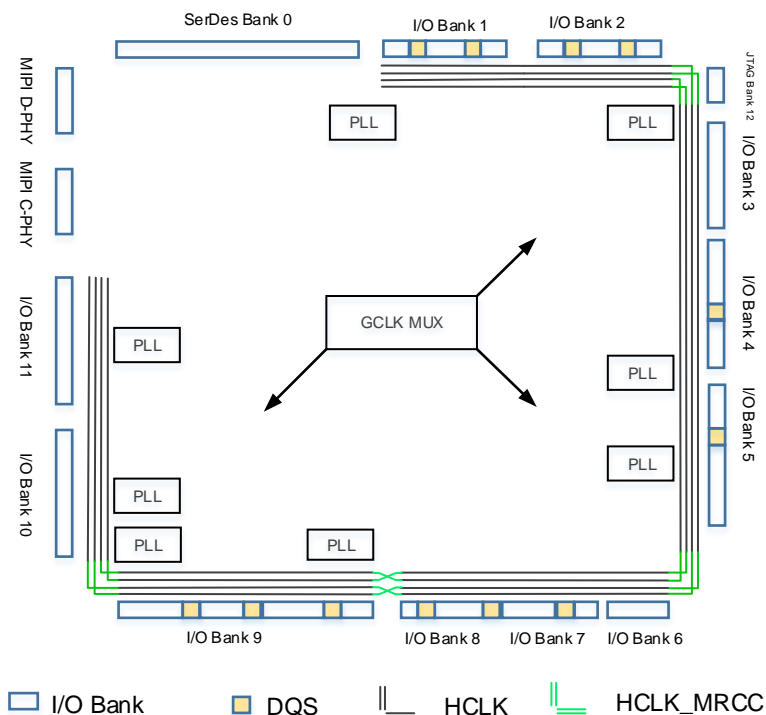 SerDes Bank 0
I/O Bank 1
I/O Bank 2
MIPI D-PHY
JTAG Bank 12
PLL
PLL
I/O Bank 3
MIPI C-PHY
GCLK MUX
I/O Bank 4
I/O Bank 11
PLL
PLL
I/O Bank 5
PLL
I/O Bank 10
PLL
PLL
PLL
I/O Bank 9
I/O Bank 8
I/O Bank 7
I/O Bank 6
I/O Bank
DQS
HCLK
HCLK_MRCC